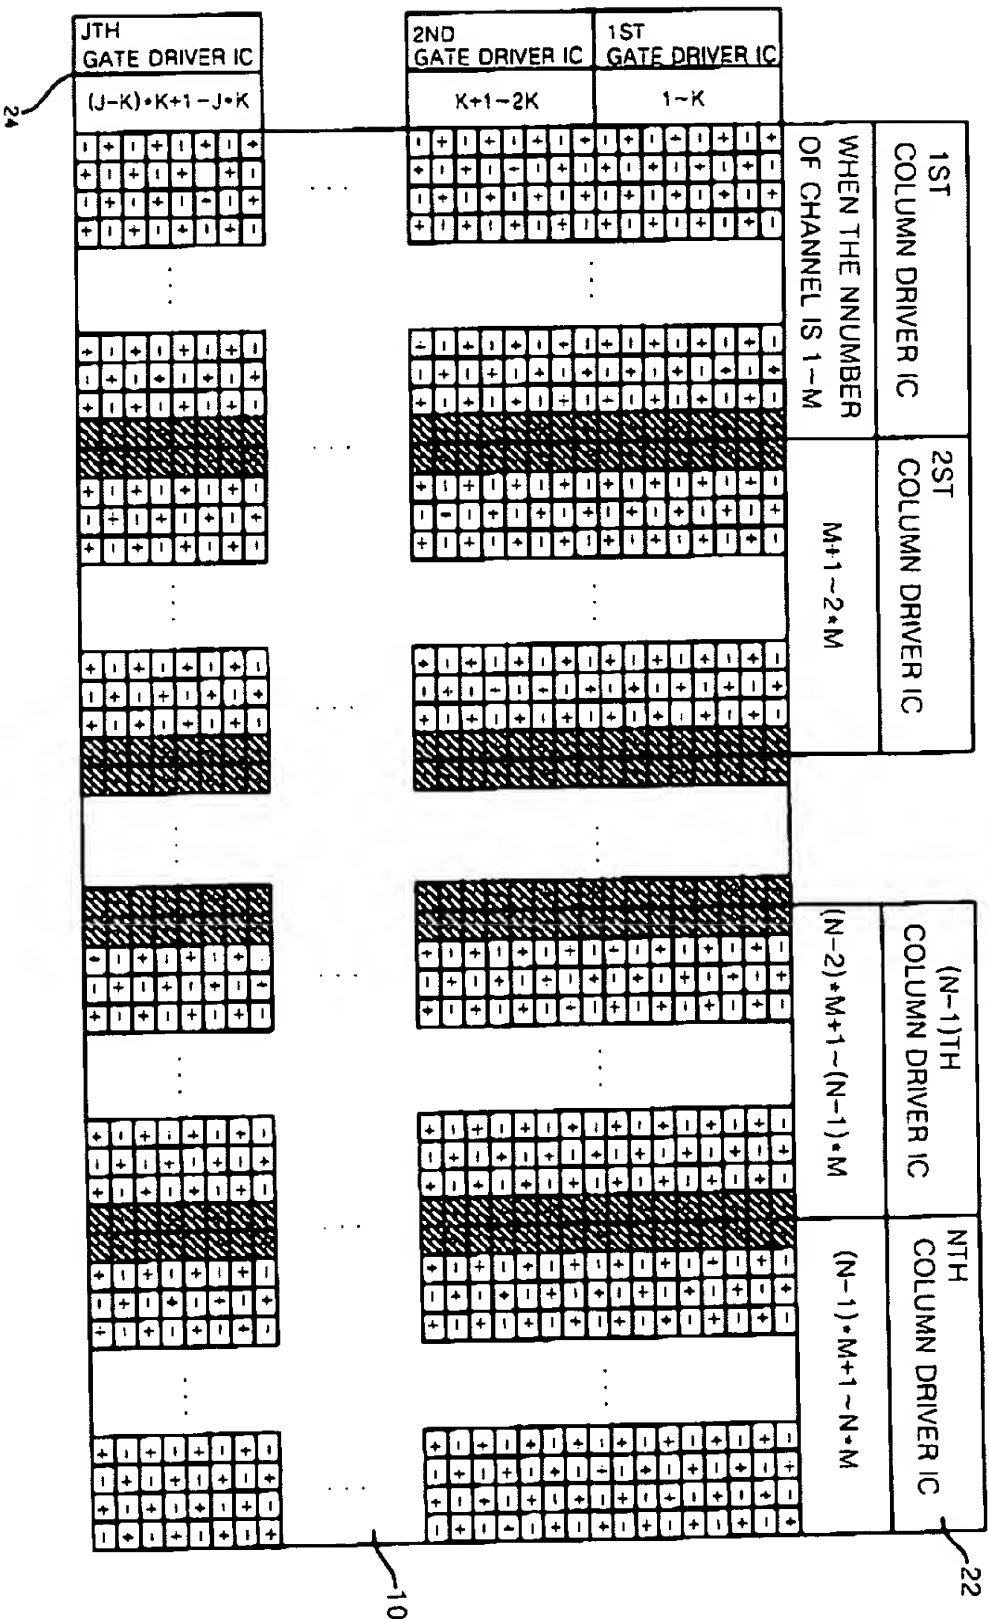 JTH
GATE DRIVER IC
(J-K)*K+1-J*K
2ND
GATE DRIVER IC
K+1-2K
1ST
GATE DRIVER IC
1~K
24
1ST
COLUMN DRIVER IC
WHEN THE NNUMBER
OF CHANNEL IS 1~M
2ST
COLUMN DRIVER IC
M+1~2*M
(N-1)TH
COLUMN DRIVER IC
(N-2)*M+1~(N-1)*M
NTH
COLUMN DRIVER IC
(N-1)*M+1~N*M
22
10